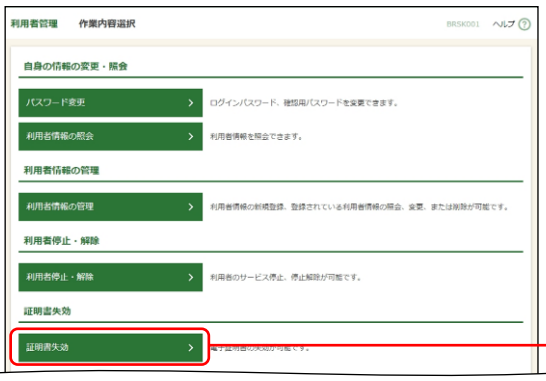 利用者管理 作業内容選択 BRSK001 ヘルプ ?
自身の情報の変更・照会
パスワード変更 ログインパスワード、確認用パスワードを変更できます。
利用者情報の照会 利用者情報を照会できます。
利用者情報の管理
利用者情報の管理 利用者情報の新規登録、登録されている利用者情報の照会、変更、または削除が可能です。
利用者停止・解除
利用者停止・解除 利用者のサービス停止、停止解除が可能です。
証明書失効
証明書失効 電子証明書の失効が可能です。